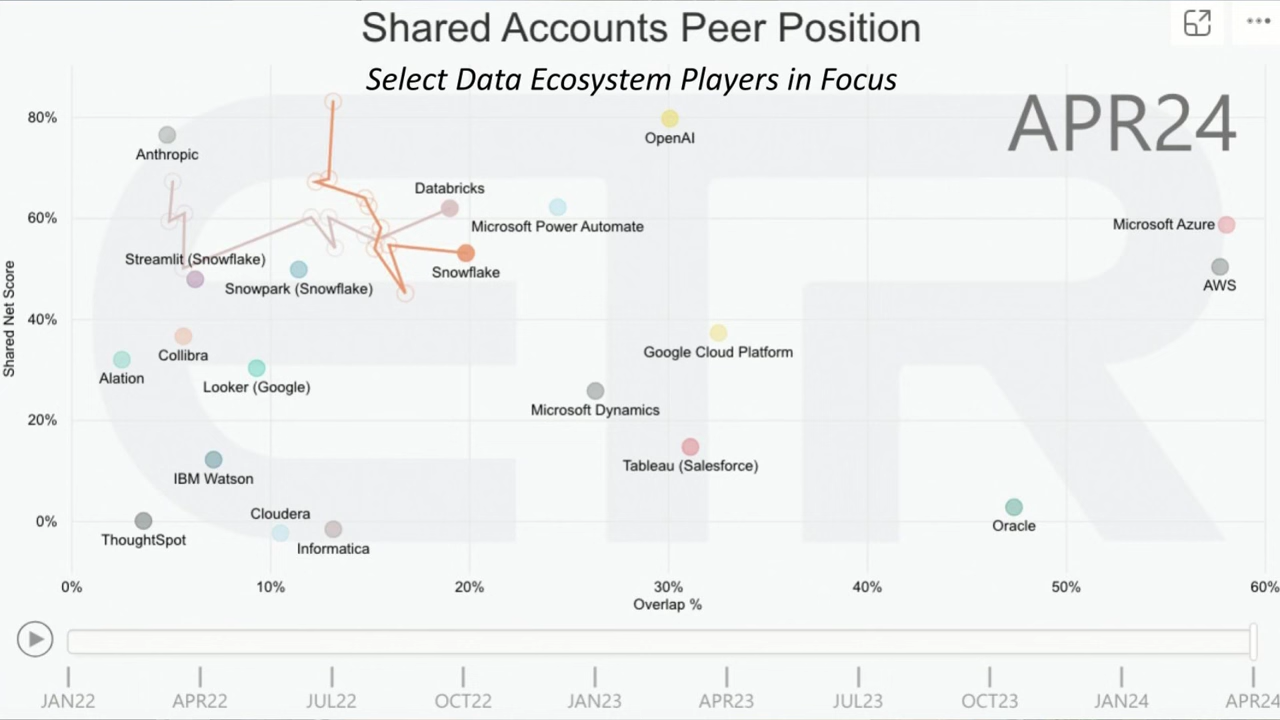 Shared Accounts Peer Position
Select Data Ecosystem Players in Focus
APR24
ETR
Shared Net Score
80%
60%
40%
20%
0%
Anthropic
OpenAI
Databricks
Microsoft Power Automate
Microsoft Azure
Streamlit (Snowflake)
Snowflake
Snowpark (Snowflake)
AWS
Collibra
Google Cloud Platform
Alation
Looker (Google)
Microsoft Dynamics
Tableau (Salesforce)
IBM Watson
Cloudera
Oracle
ThoughtSpot
Informatica
0% 10% 20% 30% 40% 50% 60%
Overlap %
JAN22 APR22 JUL22 OCT22 JAN23 APR23 JUL23 OCT23 JAN24 APR24